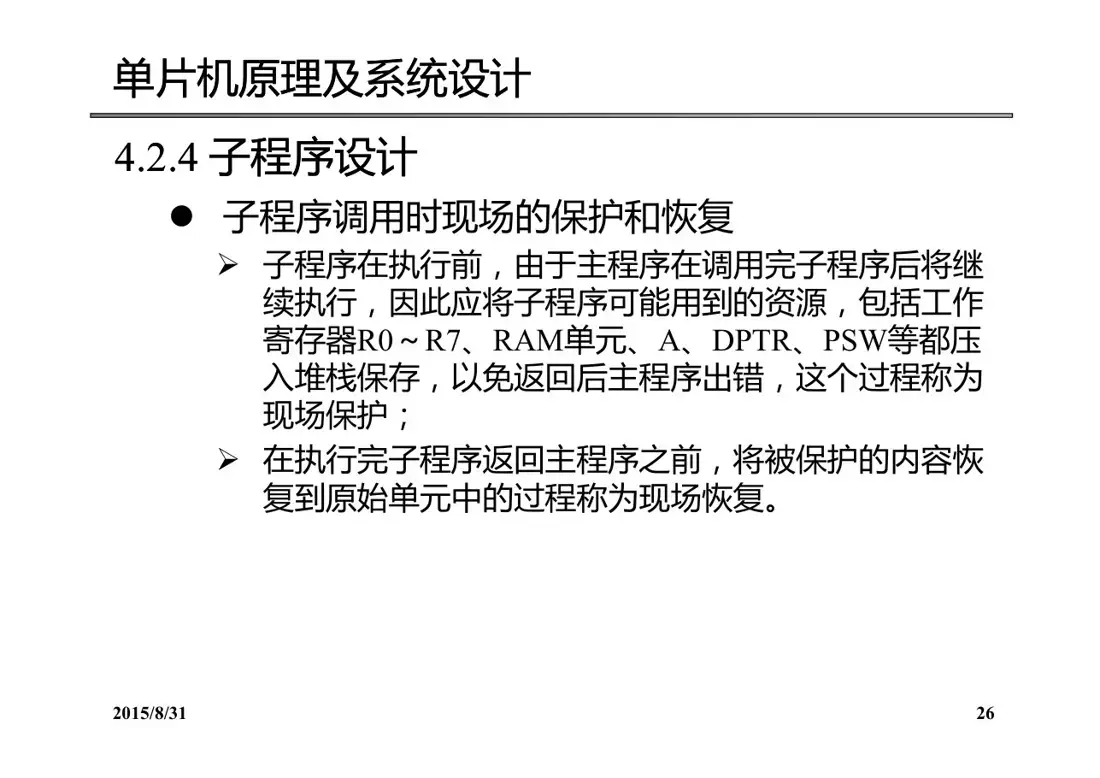 单片机原理及系统设计
4.2.4 子程序设计
● 子程序调用时现场的保护和恢复
➢ 子程序在执行前，由于主程序在调用完子程序后将继
续执行，因此应将子程序可能用到的资源，包括工作
寄存器R0～R7、RAM单元、A、DPTR、PSW等都压
入堆栈保存，以免返回后主程序出错，这个过程称为
现场保护；
➢ 在执行完子程序返回主程序之前，将被保护的内容恢
复到原始单元中的过程称为现场恢复。
2015/8/31
26